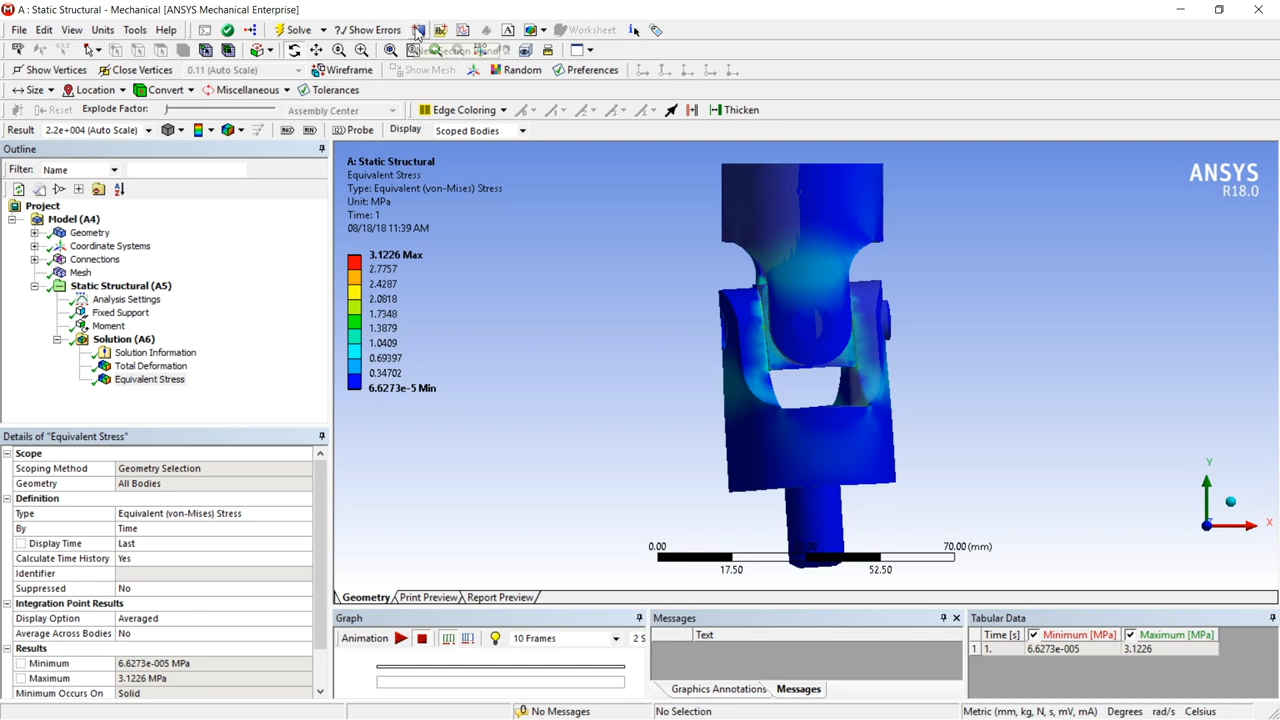 A : Static Structural - Mechanical [ANSYS Mechanical Enterprise]
File Edit View Units Tools Help Solve ?/ Show Errors Worksheet
Show Vertices Close Vertices 0.11 (Auto Scale) Wireframe Show Mesh Random Preferences
Size Location Convert Miscellaneous Tolerances
Reset Explode Factor: Assembly Center Edge Coloring Thicken
Result 2.2e+004 (Auto Scale) MAX MIN Probe Display Scoped Bodies
Outline
Filter: Name
Project
Model (A4)
Geometry
Coordinate Systems
Connections
Mesh
Static Structural (A5)
Analysis Settings
Fixed Support
Moment
Solution (A6)
Solution Information
Total Deformation
Equivalent Stress
Details of "Equivalent Stress"
Scope
Scoping Method Geometry Selection
Geometry All Bodies
Definition
Type Equivalent (von-Mises) Stress
By Time
Display Time Last
Calculate Time History Yes
Identifier
Suppressed No
Integration Point Results
Display Option Averaged
Average Across Bodies No
Results
Minimum 6.6273e-005 MPa
Maximum 3.1226 MPa
Minimum Occurs On Solid
A: Static Structural
Equivalent Stress
Type: Equivalent (von-Mises) Stress
Unit: MPa
Time: 1
08/18/18 11:39 AM
3.1226 Max
2.7757
2.4287
2.0818
1.7348
1.3879
1.0409
0.69397
0.34702
6.6273e-5 Min
ANSYS
R18.0
Y
X
0.00 35.00 70.00 (mm)
17.50 52.50
Geometry Print Preview Report Preview
Graph
Animation 10 Frames 2 S
Messages
Text
Graphics Annotations Messages
Tabular Data
Time [s] Minimum [MPa] Maximum [MPa]
1 1. 6.6273e-005 3.1226
No Messages No Selection Metric (mm, kg, N, s, mV, mA) Degrees rad/s Celsius